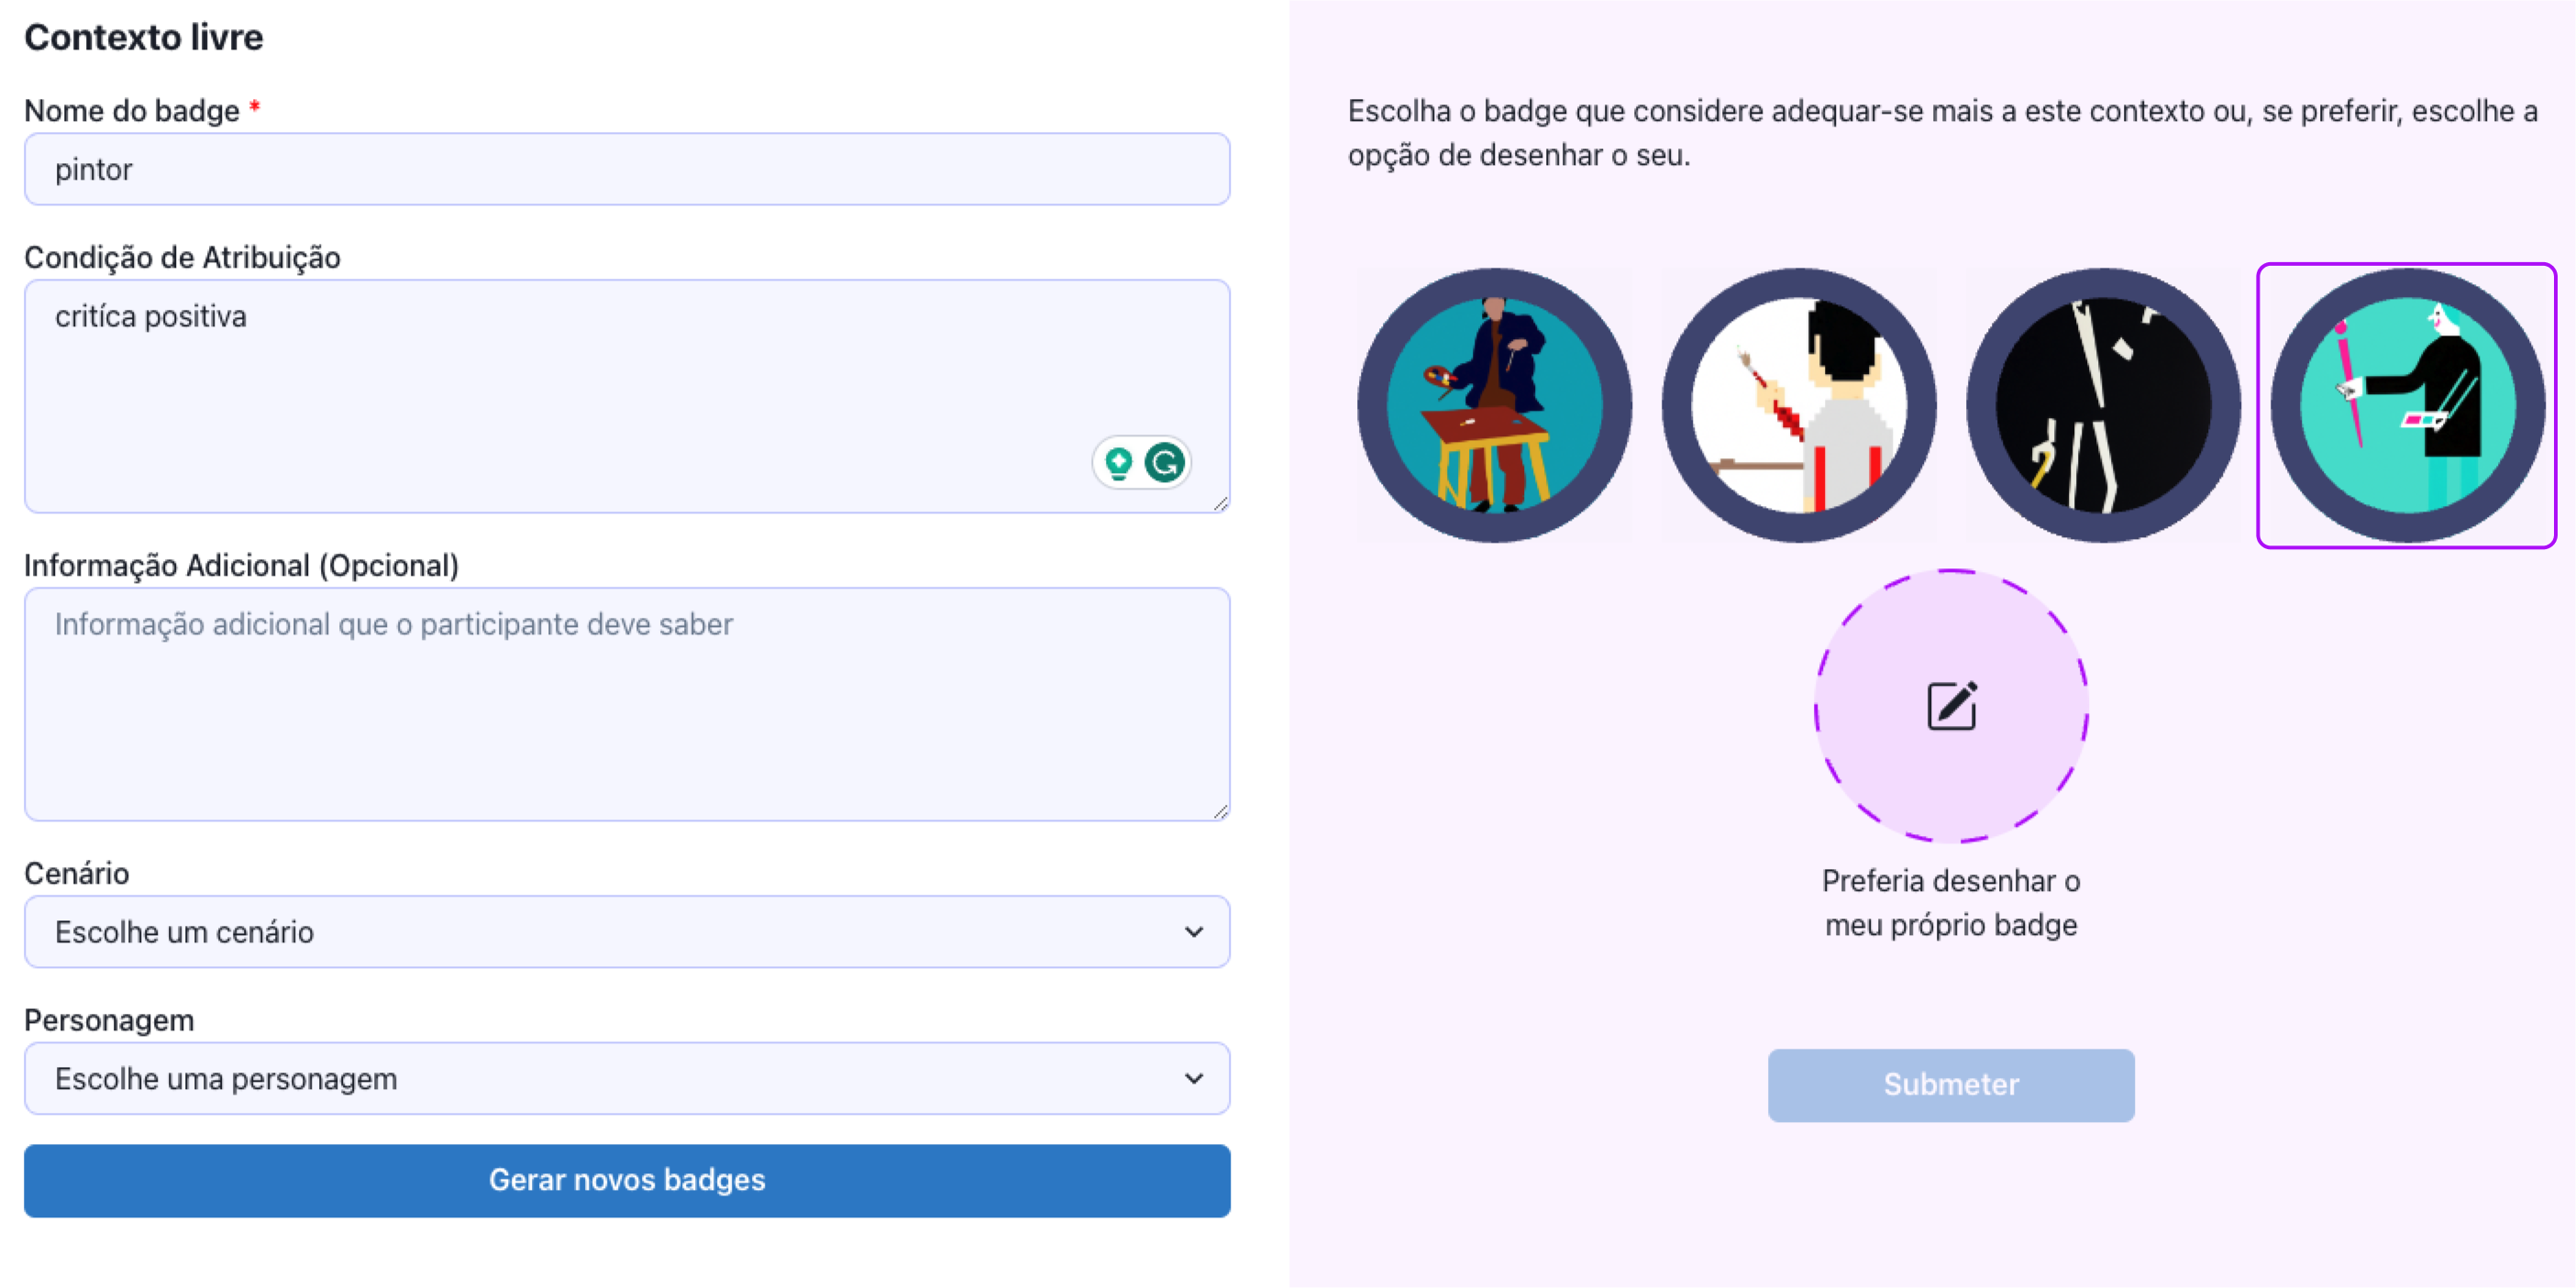 Contexto livre
Nome do badge *
pintor
Condição de Atribuição
critíca positiva
Informação Adicional (Opcional)
Informação adicional que o participante deve saber
Cenário
Escolhe um cenário
Personagem
Escolhe uma personagem
Gerar novos badges
Escolha o badge que considere adequar-se mais a este contexto ou, se preferir, escolhe a
opção de desenhar o seu.
Preferia desenhar o
meu próprio badge
Submeter